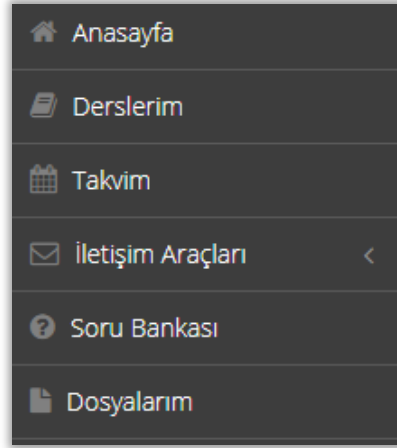 Anasayfa
Derslerim
Takvim
İletişim Araçları
Soru Bankası
Dosyalarım